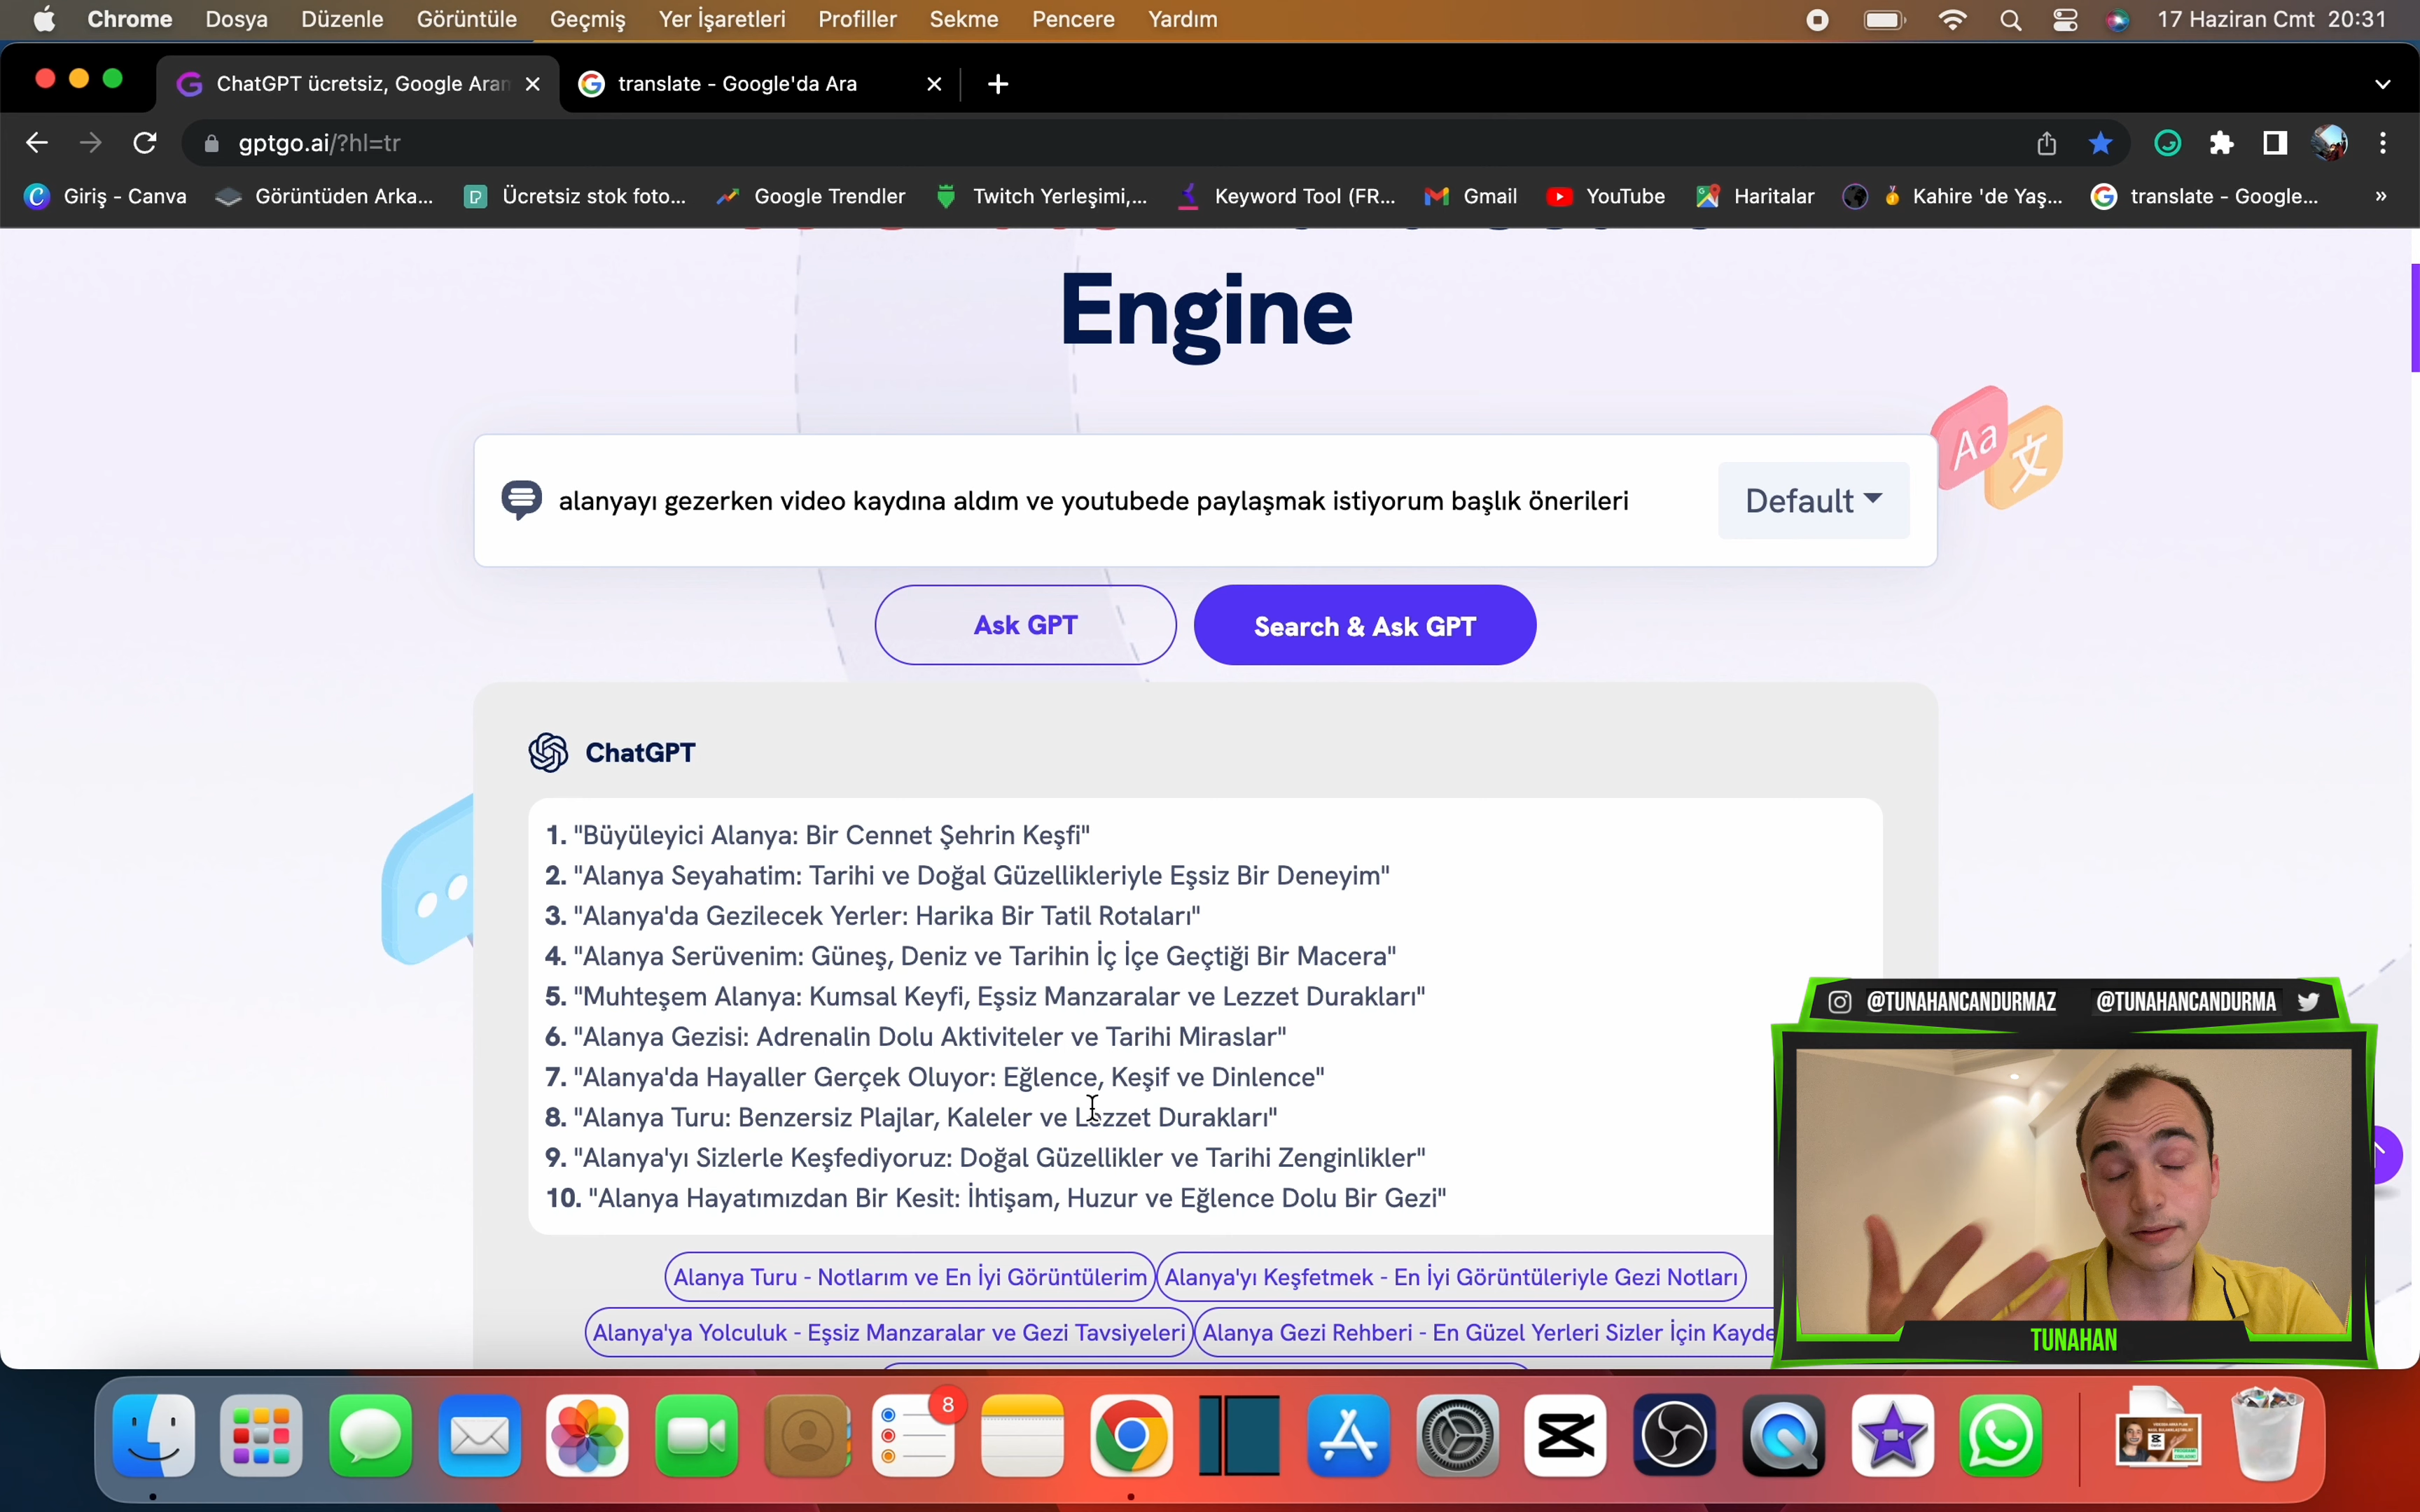 Chrome Dosya Düzenle Görüntüle Geçmiş Yer İşaretleri Profiller Sekme Pencere Yardım 17 Haziran Cmt 20:31
ChatGPT ücretsiz, Google Aran translate - Google'da Ara
gptgo.ai/?hl=tr
Giriş - Canva Görüntüden Arka... Ücretsiz stok foto... Google Trendler Twitch Yerleşimi,... Keyword Tool (FR... Gmail YouTube Haritalar Kahire 'de Yaş... translate - Google... »
Engine
Aa 文
alanyayı gezerken video kaydına aldım ve youtubede paylaşmak istiyorum başlık önerileri Default
Ask GPT Search & Ask GPT
ChatGPT
1. "Büyüleyici Alanya: Bir Cennet Şehrin Keşfi"
2. "Alanya Seyahatim: Tarihi ve Doğal Güzellikleriyle Eşsiz Bir Deneyim"
3. "Alanya'da Gezilecek Yerler: Harika Bir Tatil Rotaları"
4. "Alanya Serüvenim: Güneş, Deniz ve Tarihin İç İçe Geçtiği Bir Macera"
5. "Muhteşem Alanya: Kumsal Keyfi, Eşsiz Manzaralar ve Lezzet Durakları"
6. "Alanya Gezisi: Adrenalin Dolu Aktiviteler ve Tarihi Miraslar"
7. "Alanya'da Hayaller Gerçek Oluyor: Eğlence, Keşif ve Dinlence"
8. "Alanya Turu: Benzersiz Plajlar, Kaleler ve Lezzet Durakları"
9. "Alanya'yı Sizlerle Keşfediyoruz: Doğal Güzellikler ve Tarihi Zenginlikler"
10. "Alanya Hayatımızdan Bir Kesit: İhtişam, Huzur ve Eğlence Dolu Bir Gezi"
Alanya Turu - Notlarım ve En İyi Görüntülerim Alanya'yı Keşfetmek - En İyi Görüntüleriyle Gezi Notları
Alanya'ya Yolculuk - Eşsiz Manzaralar ve Gezi Tavsiyeleri Alanya Gezi Rehberi - En Güzel Yerleri Sizler İçin Kayde
@TUNAHANCANDURMAZ @TUNAHANCANDURMA
TUNAHAN
8